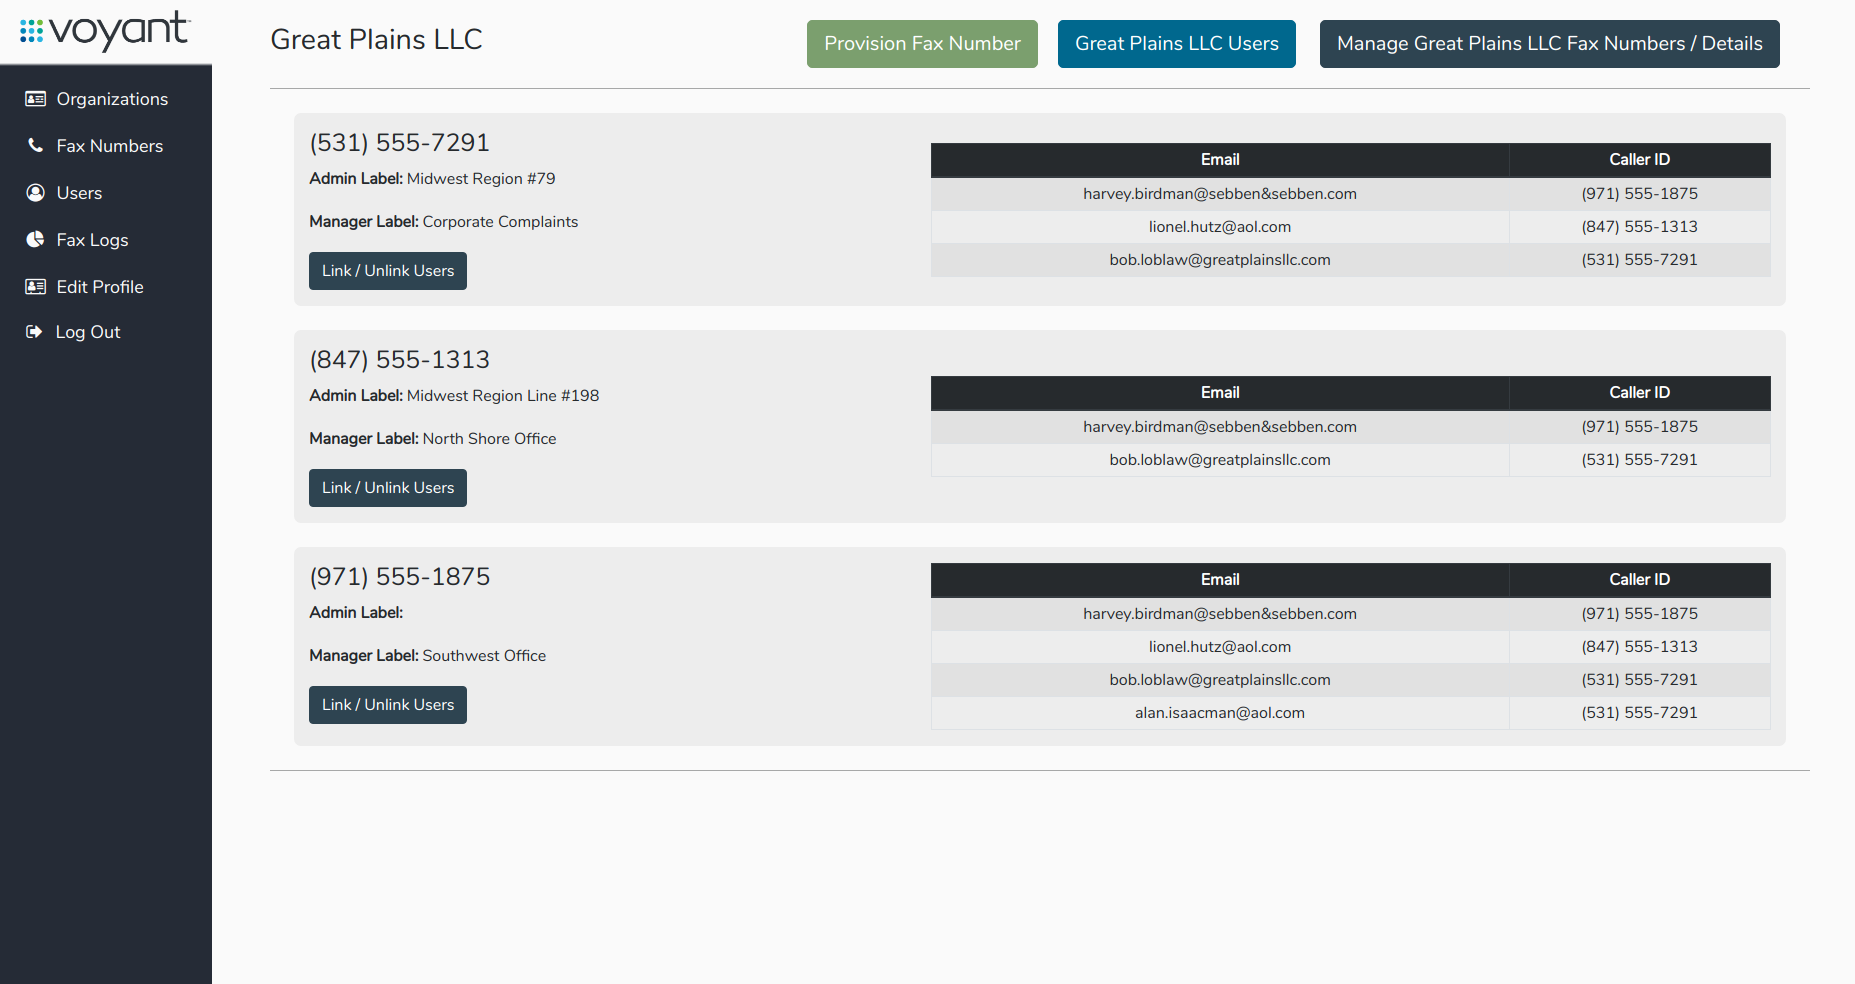 voyant
Great Plains LLC
Provision Fax Number
Great Plains LLC Users
Manage Great Plains LLC Fax Numbers / Details
Organizations
Fax Numbers
Users
Fax Logs
Edit Profile
Log Out
(531) 555-7291
Admin Label: Midwest Region #79
Manager Label: Corporate Complaints
Link / Unlink Users
Email Caller ID
harvey.birdman@sebben&sebben.com (971) 555-1875
lionel.hutz@aol.com (847) 555-1313
bob.loblaw@greatplainsllc.com (531) 555-7291
(847) 555-1313
Admin Label: Midwest Region Line #198
Manager Label: North Shore Office
Link / Unlink Users
Email Caller ID
harvey.birdman@sebben&sebben.com (971) 555-1875
bob.loblaw@greatplainsllc.com (531) 555-7291
(971) 555-1875
Admin Label:
Manager Label: Southwest Office
Link / Unlink Users
Email Caller ID
harvey.birdman@sebben&sebben.com (971) 555-1875
lionel.hutz@aol.com (847) 555-1313
bob.loblaw@greatplainsllc.com (531) 555-7291
alan.isaacman@aol.com (531) 555-7291